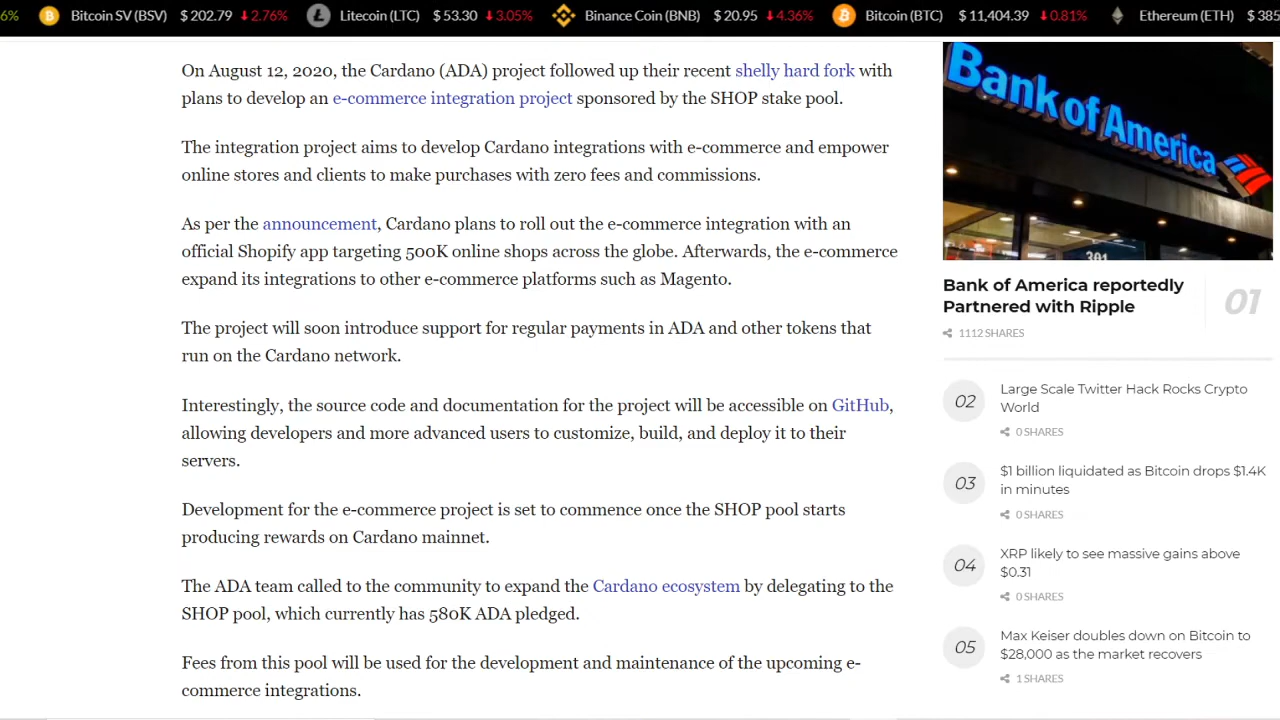 6% Bitcoin SV (BSV) $ 202.79 2.76% Litecoin (LTC) $ 53.30 3.05% Binance Coin (BNB) $ 20.95 4.36% Bitcoin (BTC) $ 11,404.39 0.81% Ethereum (ETH) $ 385
On August 12, 2020, the Cardano (ADA) project followed up their recent shelly hard fork with
plans to develop an e-commerce integration project sponsored by the SHOP stake pool.
The integration project aims to develop Cardano integrations with e-commerce and empower
online stores and clients to make purchases with zero fees and commissions.
As per the announcement, Cardano plans to roll out the e-commerce integration with an
official Shopify app targeting 500K online shops across the globe. Afterwards, the e-commerce
expand its integrations to other e-commerce platforms such as Magento.
The project will soon introduce support for regular payments in ADA and other tokens that
run on the Cardano network.
Interestingly, the source code and documentation for the project will be accessible on GitHub,
allowing developers and more advanced users to customize, build, and deploy it to their
servers.
Development for the e-commerce project is set to commence once the SHOP pool starts
producing rewards on Cardano mainnet.
The ADA team called to the community to expand the Cardano ecosystem by delegating to the
SHOP pool, which currently has 580K ADA pledged.
Fees from this pool will be used for the development and maintenance of the upcoming e-
commerce integrations.
Bank of America
301
Bank of America reportedly
Partnered with Ripple
01
1112 SHARES
02
Large Scale Twitter Hack Rocks Crypto
World
0 SHARES
03
$1 billion liquidated as Bitcoin drops $1.4K
in minutes
0 SHARES
04
XRP likely to see massive gains above
$0.31
0 SHARES
05
Max Keiser doubles down on Bitcoin to
$28,000 as the market recovers
1 SHARES